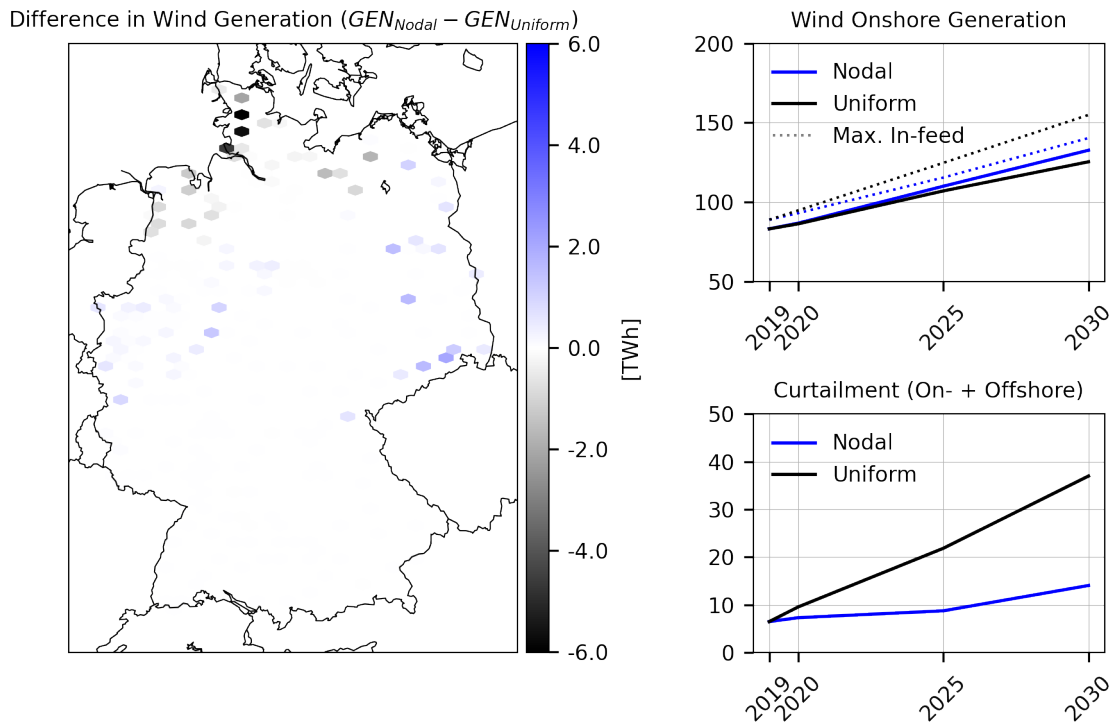 Difference in Wind Generation (GEN_Nodal − GEN_Uniform)
6.0
4.0
2.0
0.0
-2.0
-4.0
-6.0
[TWh]
Wind Onshore Generation
200
150
100
50
Nodal
Uniform
Max. In-feed
2019
2020
2025
2030
Curtailment (On- + Offshore)
50
40
30
20
10
0
Nodal
Uniform
2019
2020
2025
2030